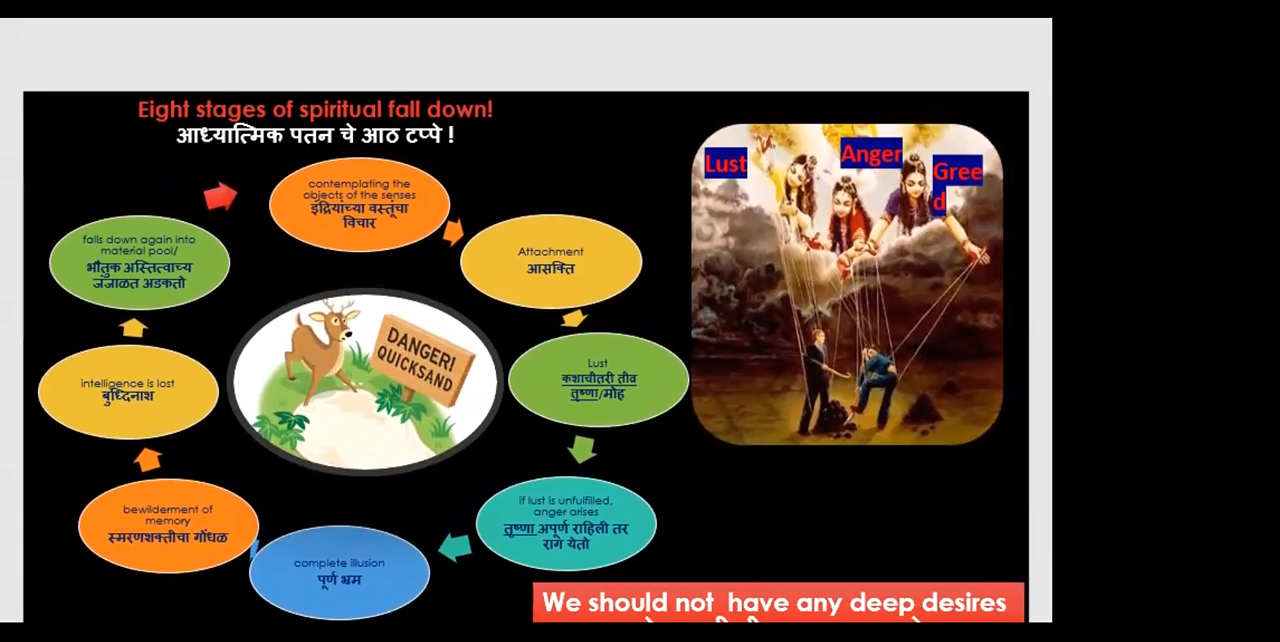 Eight stages of spiritual fall down!
आध्यात्मिक पतन चे आठ टप्पे !
contemplating the
objects of the senses
इंद्रियांच्या वस्तूंचा
विचार
Attachment
आसक्ति
Lust
कशाचीतरी तीव्र
तृष्णा/मोह
if lust is unfulfilled,
anger arises
तृष्णा अपूर्ण राहिली तर
राग येतो
complete illusion
पूर्ण भ्रम
bewilderment of
memory
स्मरणशक्तीचा गोंधळ
intelligence is lost
बुध्दिनाश
falls down again into
material pool/
भौतुक अस्तित्वाच्य
जंजाळत अडकतो
DANGER!
QUICKSAND
Lust
Anger
Gree
d
We should not have any deep desires